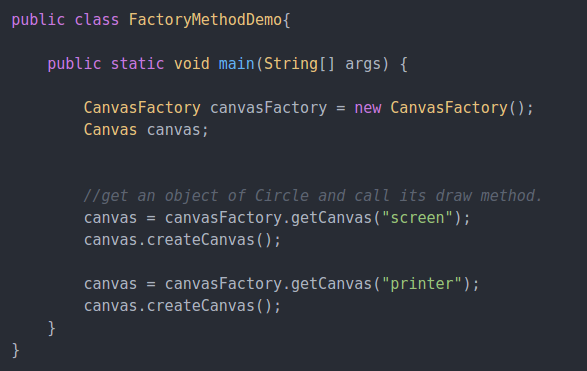 public class FactoryMethodDemo{
public static void main(String[] args) {
CanvasFactory canvasFactory = new CanvasFactory();
Canvas canvas;
//get an object of Circle and call its draw method.
canvas = canvasFactory.getCanvas("screen");
canvas.createCanvas();
canvas = canvasFactory.getCanvas("printer");
canvas.createCanvas();
}
}